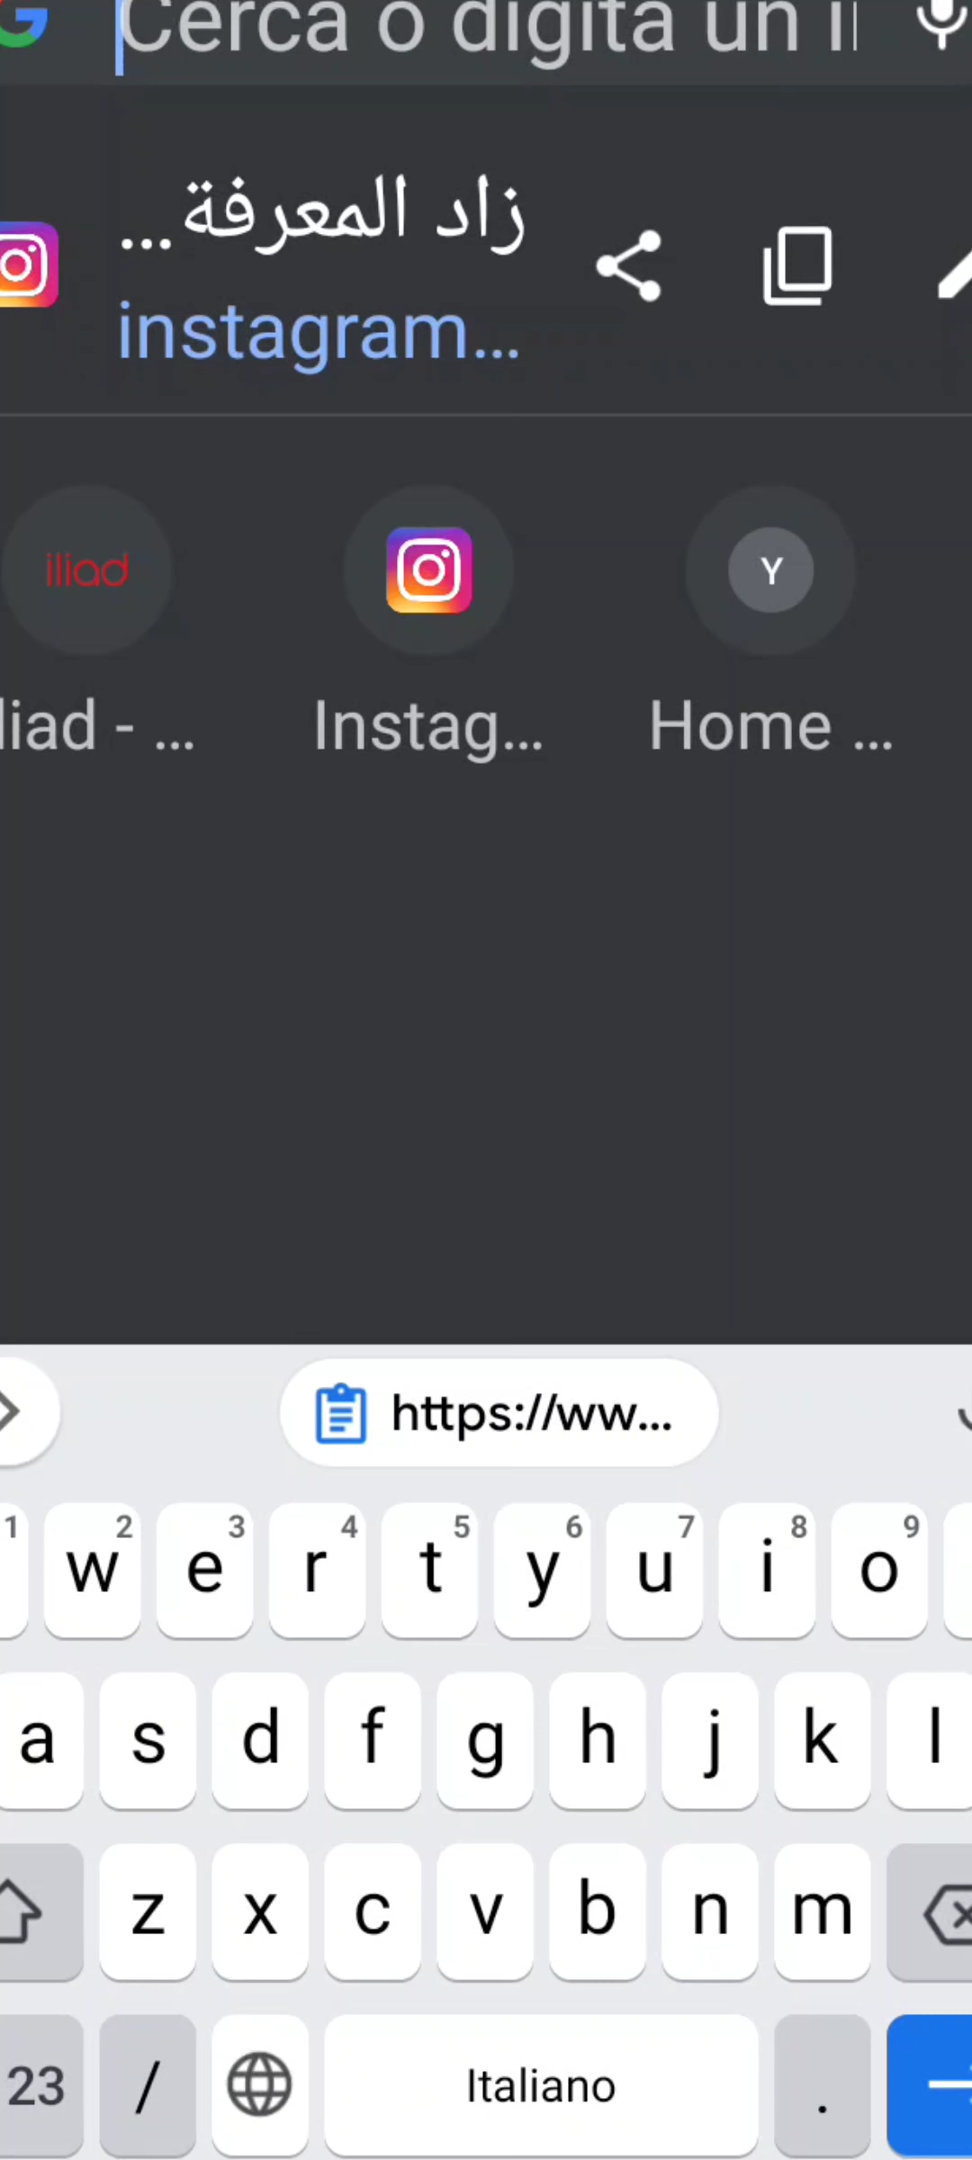 Cerca o digita un i
زاد المعرفة...
instagram...
iliad
liad - ...
Instag...
Y
Home ...
https://ww...
1 2 3 4 5 6 7 8 9
w e r t y u i o
a s d f g h j k l
z x c v b n m
23 / Italiano .